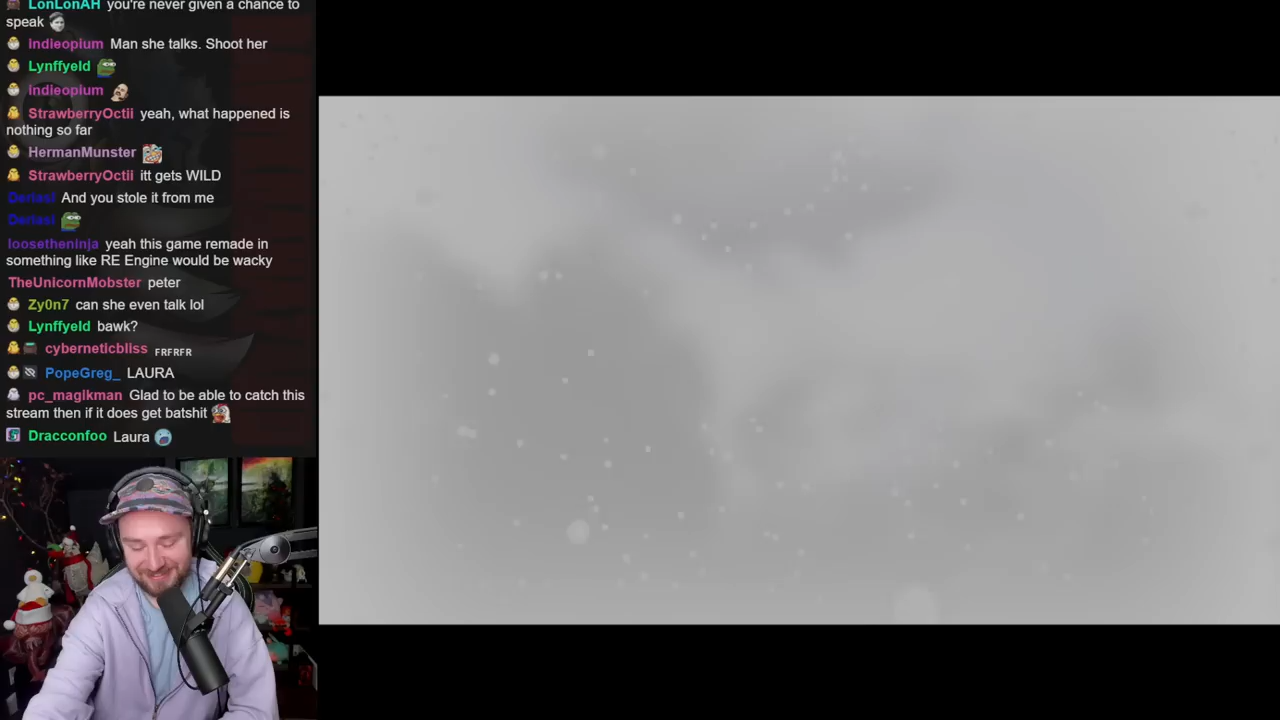 LonLonAH you're never given a chance to
speak
Indieopium Man she talks. Shoot her
Lynffyeld
Indieopium
StrawberryOctii yeah, what happened is
nothing so far
HermanMunster
StrawberryOctii itt gets WILD
Derlasl And you stole it from me
Derlasl
loosetheninja yeah this game remade in
something like RE Engine would be wacky
TheUnicornMobster peter
Zy0n7 can she even talk lol
Lynffyeld bawk?
cyberneticbliss FRFRFR
PopeGreg_ LAURA
pc_magikman Glad to be able to catch this
stream then if it does get batshit
Dracconfoo Laura